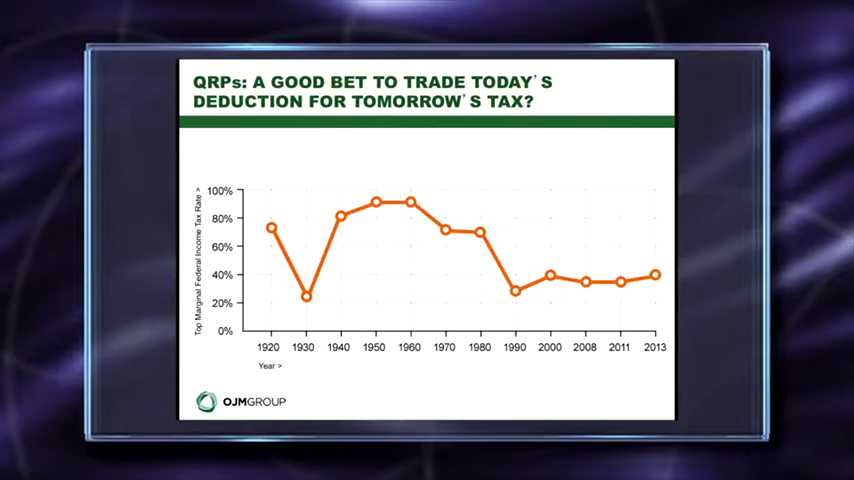 QRPs: A GOOD BET TO TRADE TODAY'S
DEDUCTION FOR TOMORROW'S TAX?
Top Marginal Federal Income Tax Rate >
100%
80%
60%
40%
20%
0%
1920 1930 1940 1950 1960 1970 1980 1990 2000 2008 2011 2013
Year >
OJMGROUP